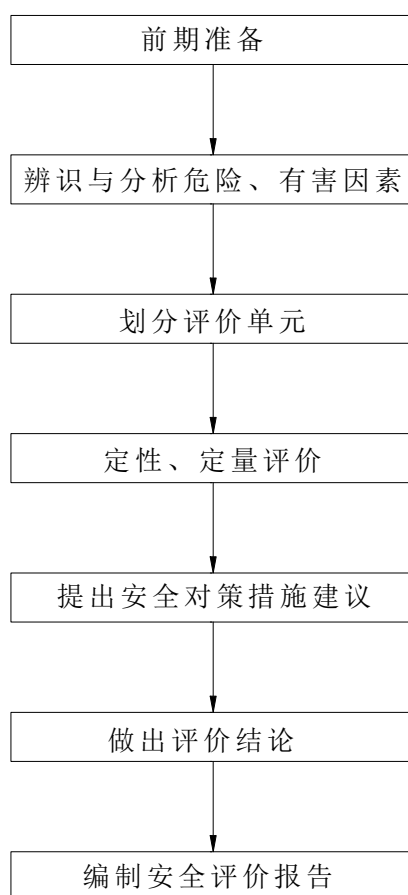 前期准备
辨识与分析危险、有害因素
划分评价单元
定性、定量评价
提出安全对策措施建议
做出评价结论
编制安全评价报告